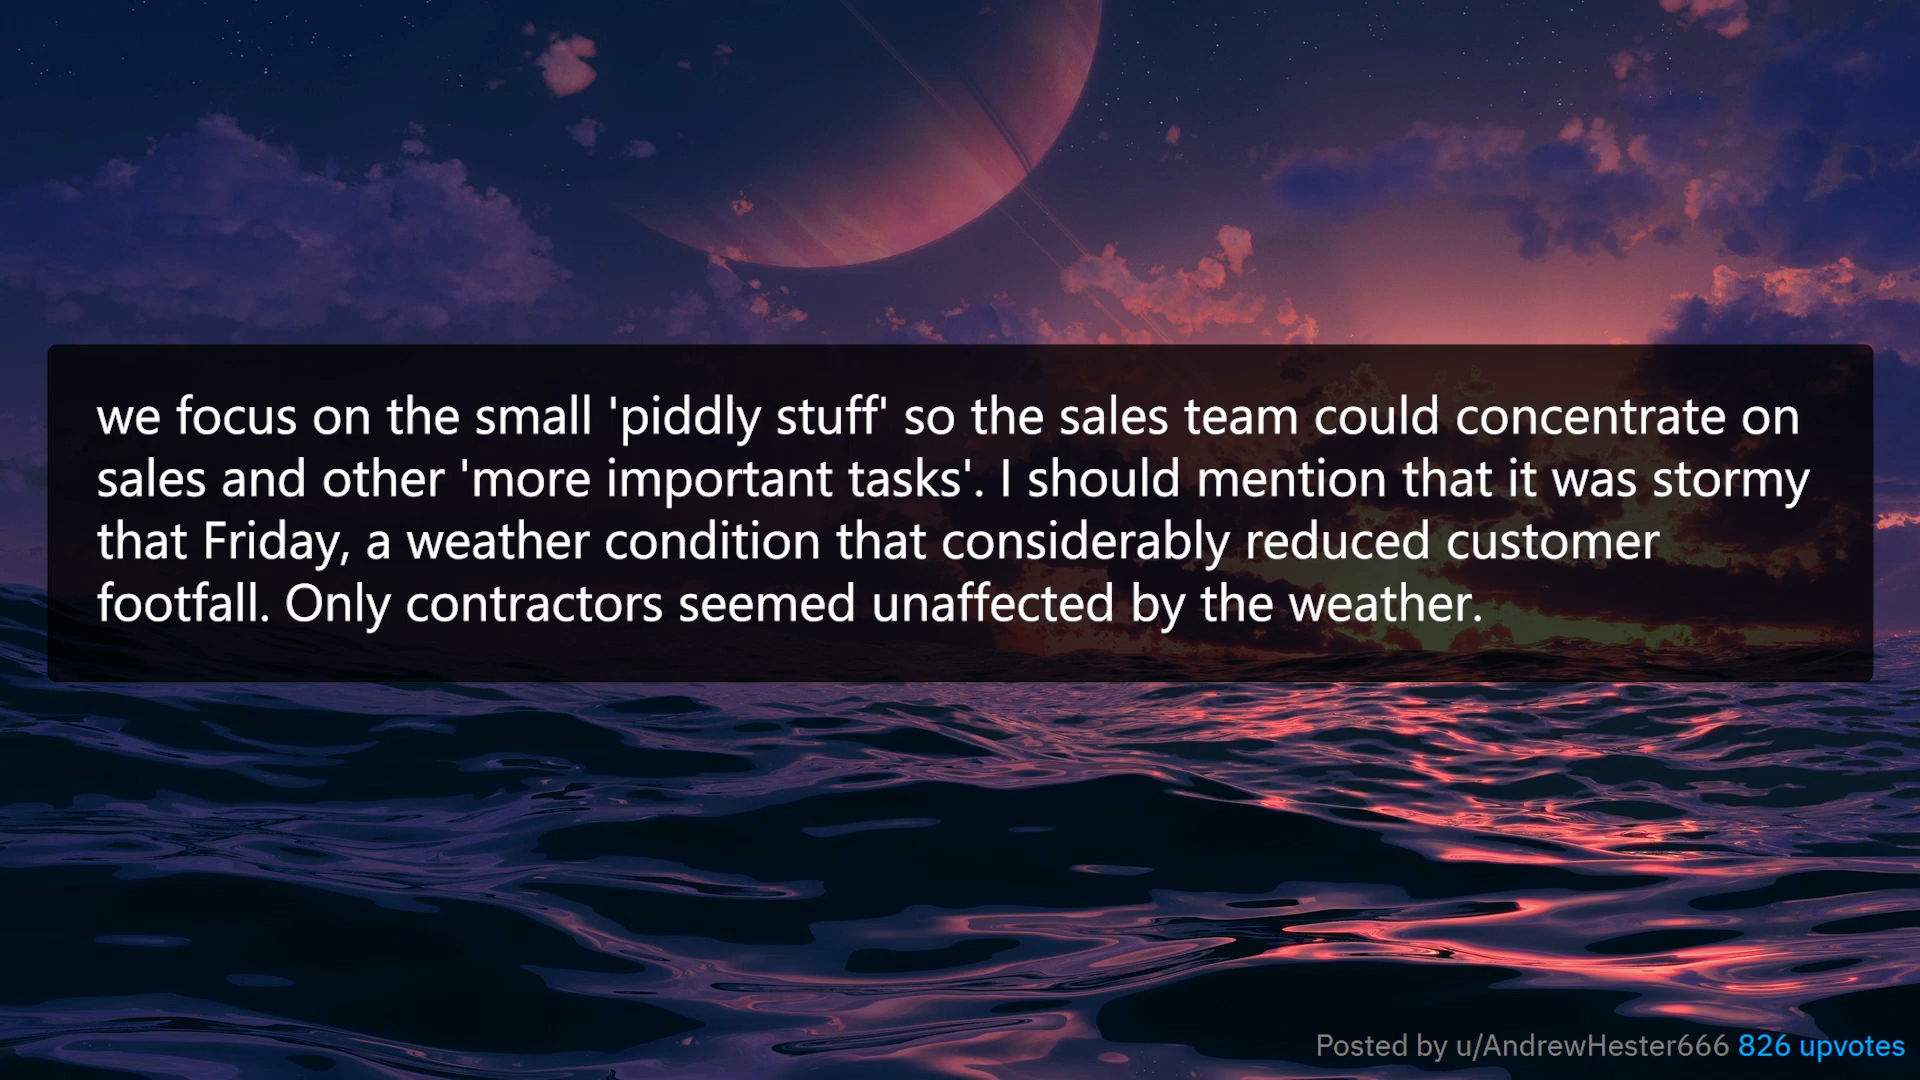 we focus on the small 'piddly stuff' so the sales team could concentrate on
sales and other 'more important tasks'. I should mention that it was stormy
that Friday, a weather condition that considerably reduced customer
footfall. Only contractors seemed unaffected by the weather.
Posted by u/AndrewHester666 826 upvotes